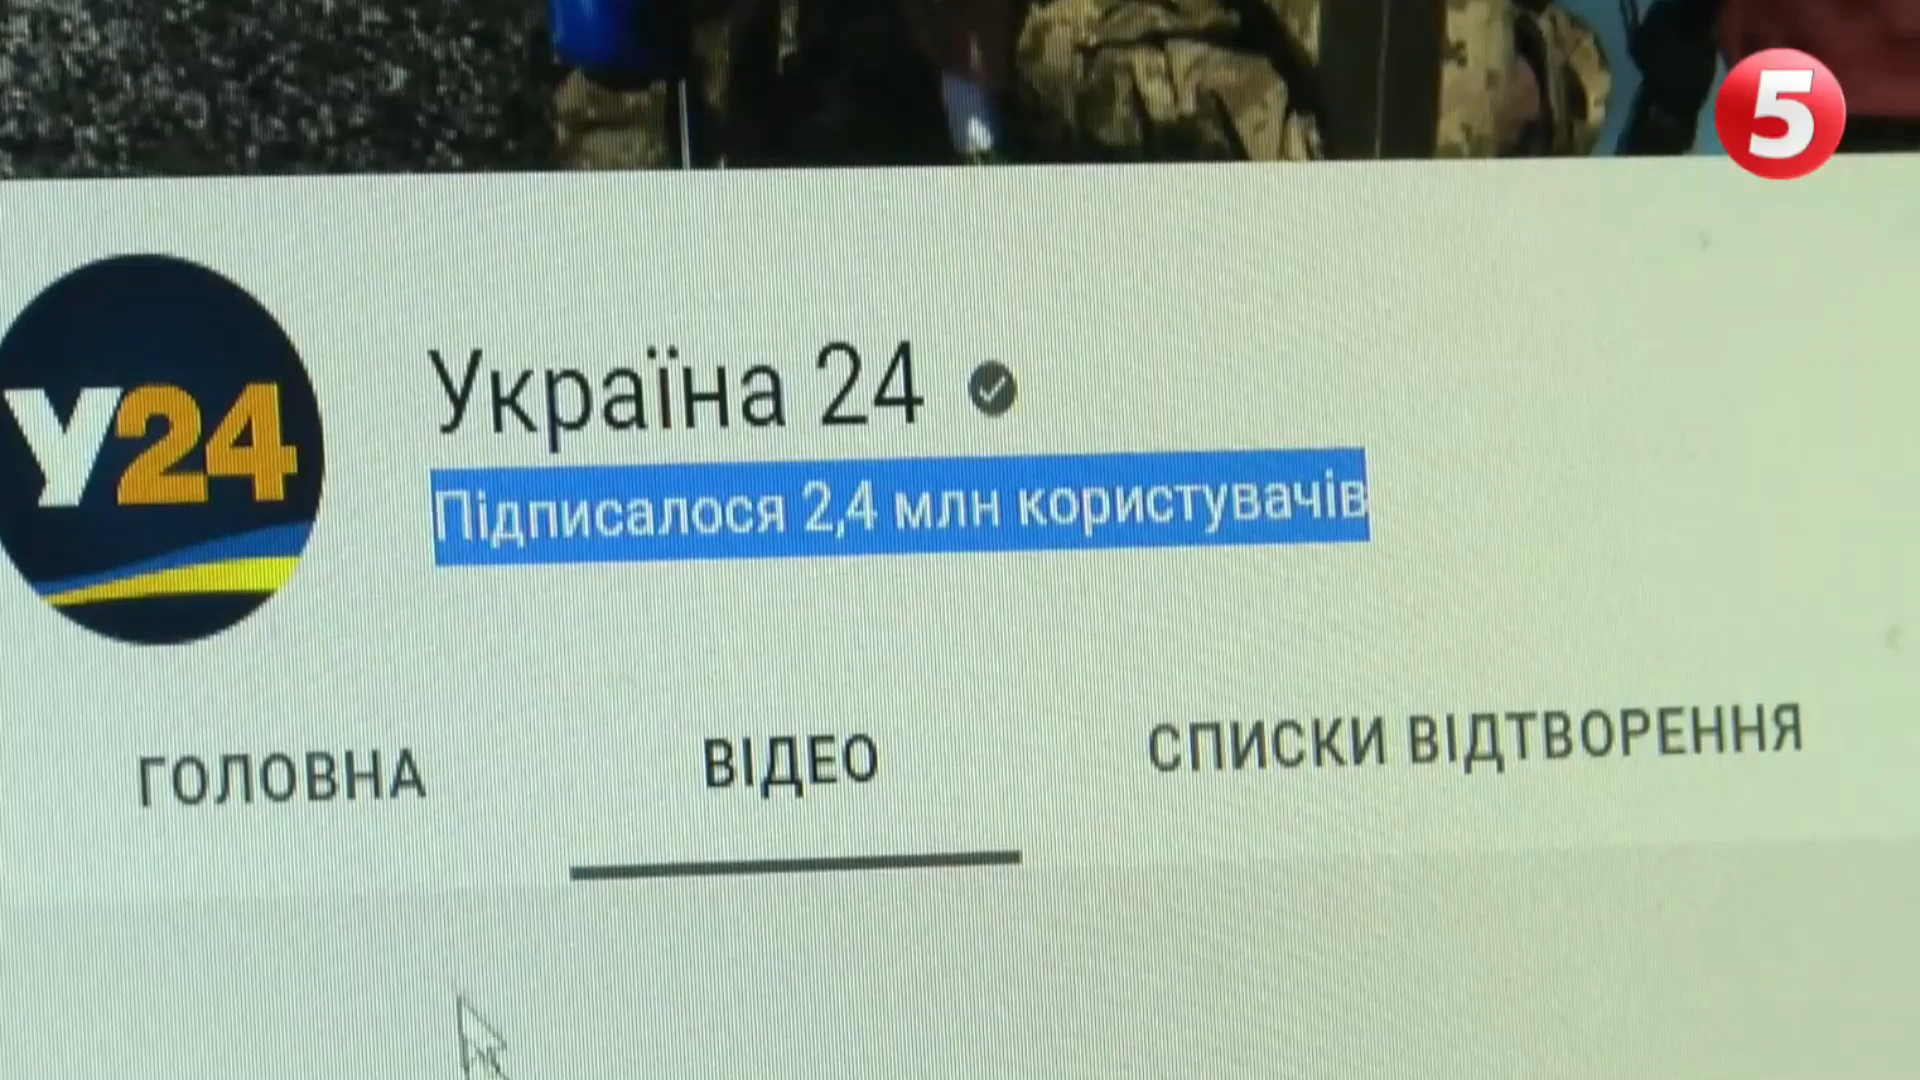 5
Україна 24
У24
Підписалося 2,4 млн користувачів
ГОЛОВНА
ВІДЕО
СПИСКИ ВІДТВОРЕННЯ